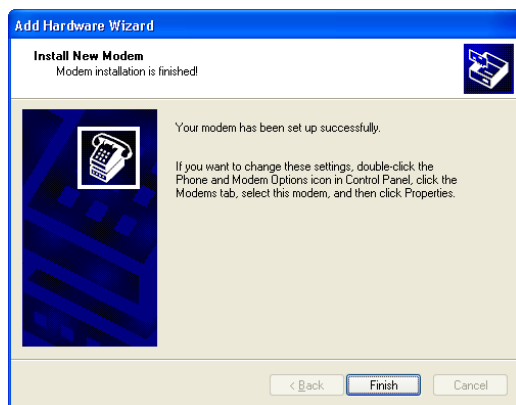 Add Hardware Wizard
Install New Modem
Modem installation is finished!
Your modem has been set up successfully.
If you want to change these settings, double-click the
Phone and Modem Options icon in Control Panel, click the
Modems tab, select this modem, and then click Properties.
< Back Finish Cancel